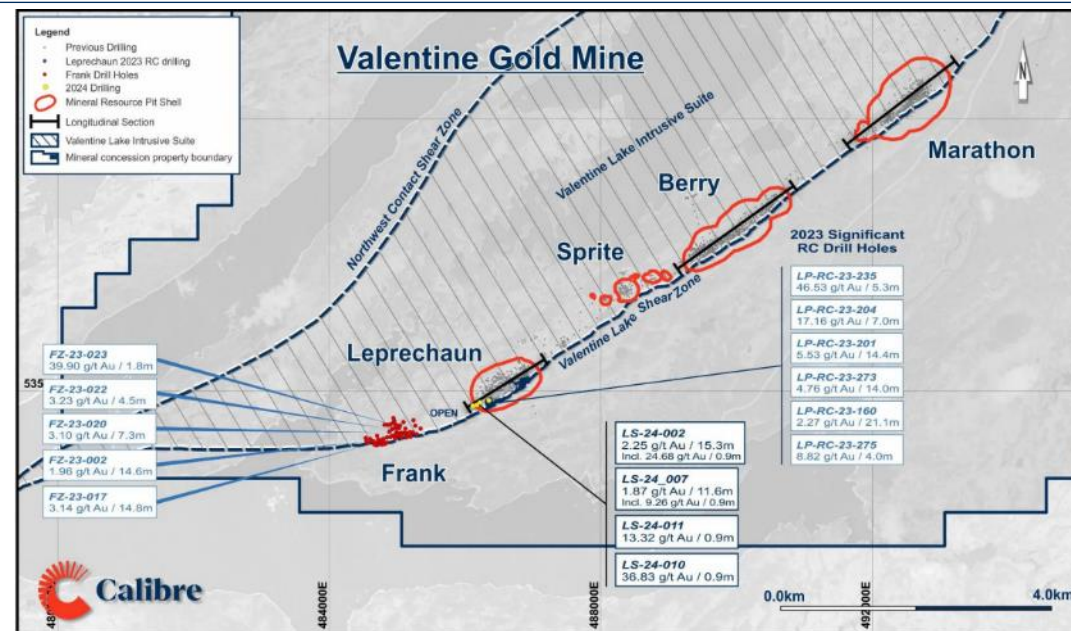 Valentine Gold Mine
Legend
Previous Drilling
Leprechaun 2023 RC drilling
Frank Drill Holes
2024 Drilling
Mineral Resource Pit Shell
Longitudinal Section
Valentine Lake Intrusive Suite
Mineral concession property boundary
N
Northwest Contact Shear Zone
Valentine Lake Intrusive Suite
Marathon
Berry
Sprite
Valentine Lake Shear Zone
Leprechaun
OPEN
Frank
2023 Significant
RC Drill Holes
LP-RC-23-235
46.53 g/t Au / 5.3m
LP-RC-23-204
17.16 g/t Au / 7.0m
LP-RC-23-201
5.53 g/t Au / 14.4m
LP-RC-23-273
4.76 g/t Au / 14.0m
LP-RC-23-160
2.27 g/t Au / 21.1m
LP-RC-23-275
8.82 g/t Au / 4.0m
FZ-23-023
39.90 g/t Au / 1.8m
FZ-23-022
3.23 g/t Au / 4.5m
FZ-23-020
3.10 g/t Au / 7.3m
FZ-23-002
1.96 g/t Au / 14.6m
FZ-23-017
3.14 g/t Au / 14.8m
535
LS-24-002
2.25 g/t Au / 15.3m
Incl. 24.68 g/t Au / 0.9m
LS-24_007
1.87 g/t Au / 11.6m
Incl. 9.26 g/t Au / 0.9m
LS-24-011
13.32 g/t Au / 0.9m
LS-24-010
36.83 g/t Au / 0.9m
Calibre
484000E
488000E
492000E
0.0km
4.0km